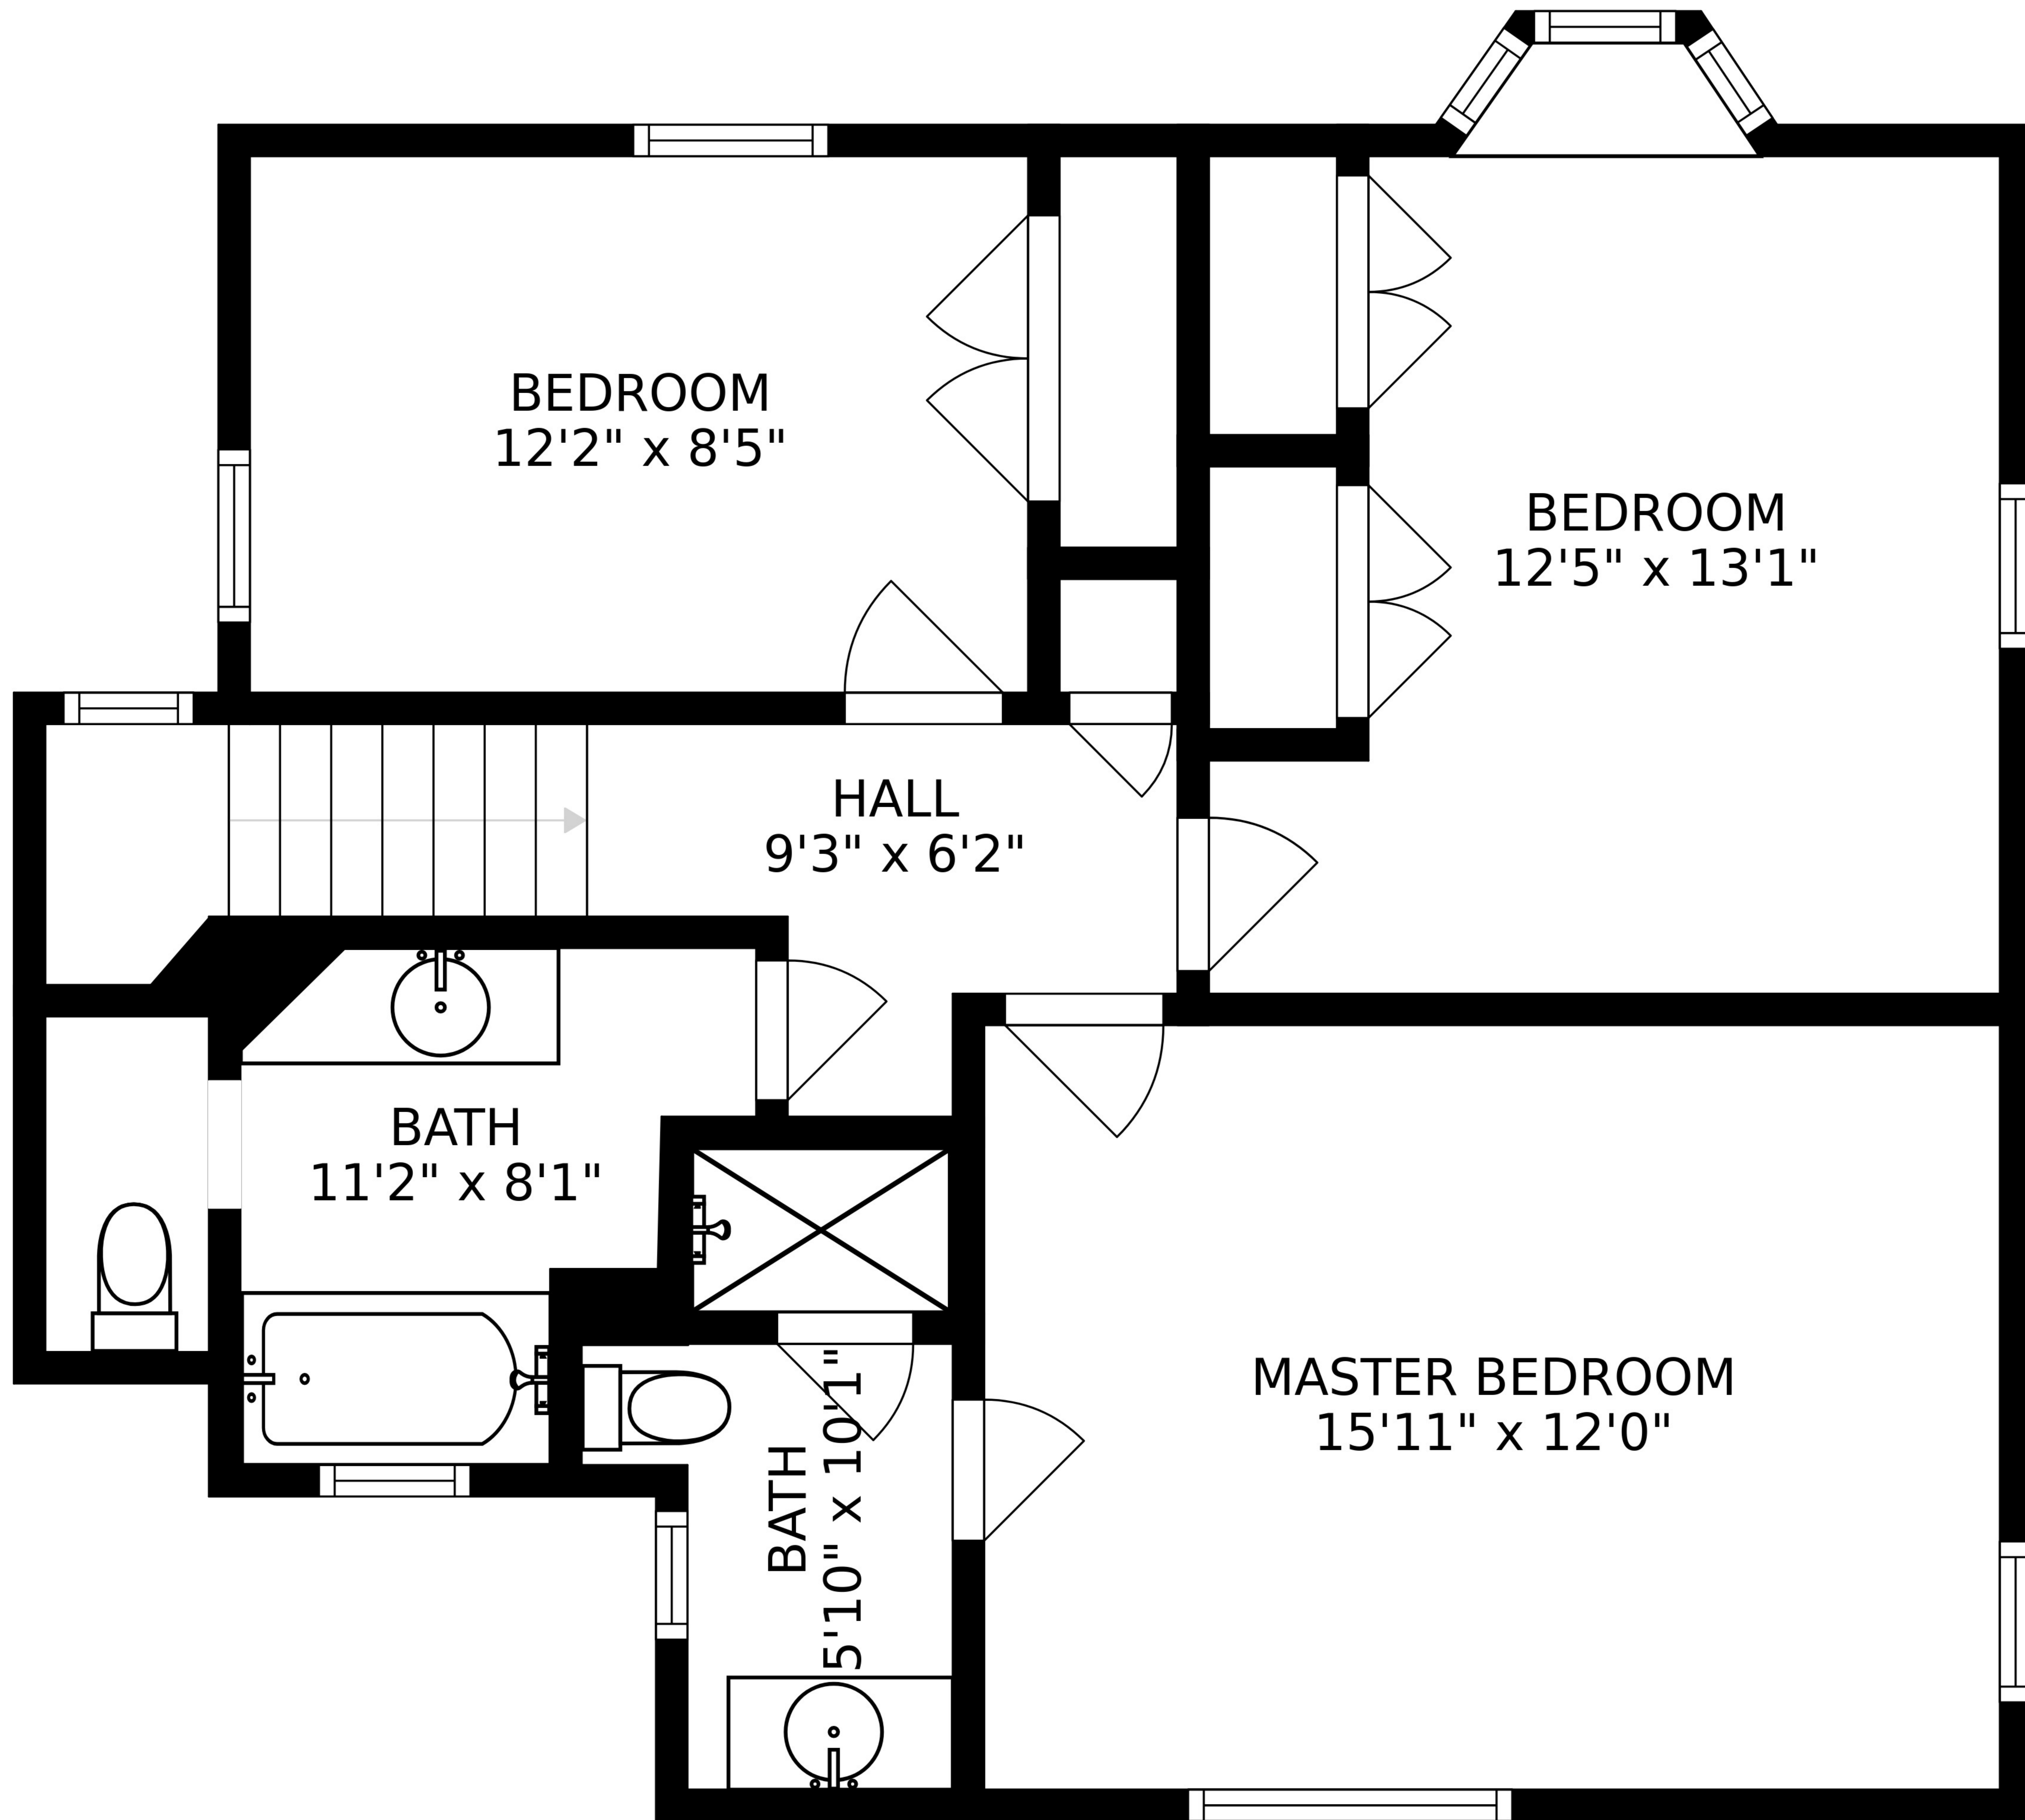 BEDROOM
12'2" x 8'5"
BEDROOM
12'5" x 13'1"
HALL
9'3" x 6'2"
BATH
11'2" x 8'1"
MASTER BEDROOM
15'11" x 12'0"
BATH
5'10" x 10'1"